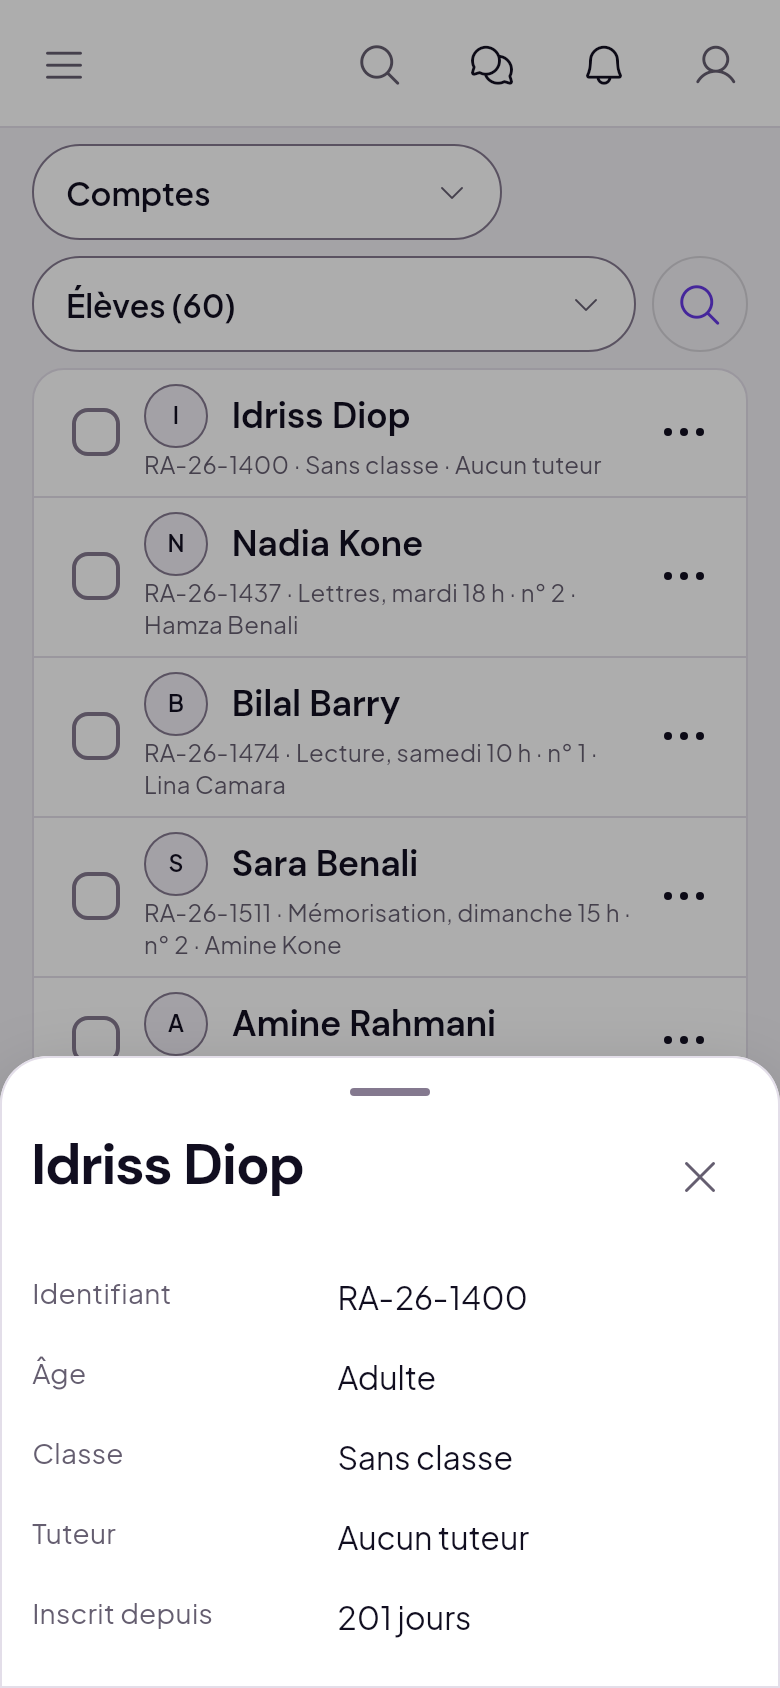 Comptes
Élèves (60)
I Idriss Diop
RA-26-1400 · Sans classe · Aucun tuteur
N Nadia Kone
RA-26-1437 · Lettres, mardi 18 h · n° 2 ·
Hamza Benali
B Bilal Barry
RA-26-1474 · Lecture, samedi 10 h · n° 1 ·
Lina Camara
S Sara Benali
RA-26-1511 · Mémorisation, dimanche 15 h ·
n° 2 · Amine Kone
A Amine Rahmani
Idriss Diop
Identifiant RA-26-1400
Âge Adulte
Classe Sans classe
Tuteur Aucun tuteur
Inscrit depuis 201 jours